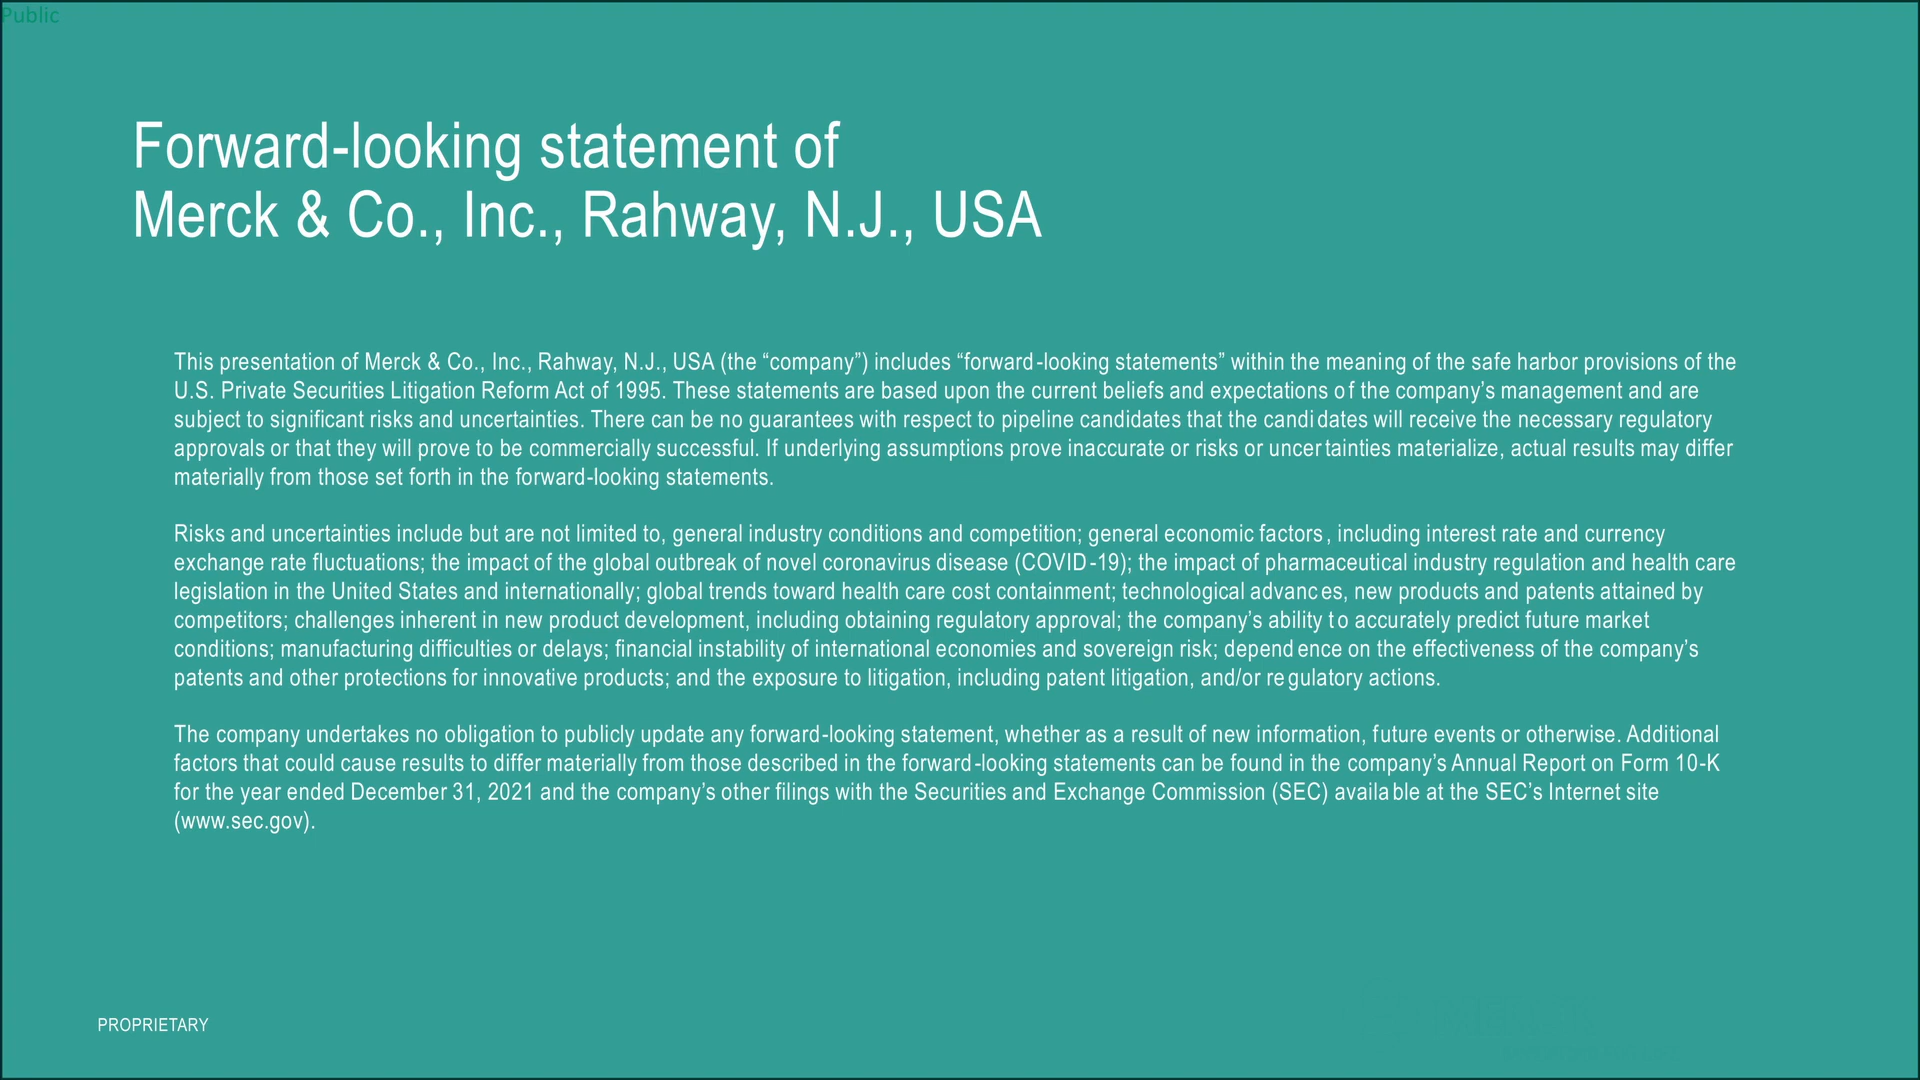 Public
Forward-looking statement of
Merck & Co., Inc., Rahway, N.J., USA
This presentation of Merck & Co., Inc., Rahway, N.J., USA (the “company”) includes “forward-looking statements” within the meaning of the safe harbor provisions of the
U.S. Private Securities Litigation Reform Act of 1995. These statements are based upon the current beliefs and expectations of the company’s management and are
subject to significant risks and uncertainties. There can be no guarantees with respect to pipeline candidates that the candidates will receive the necessary regulatory
approvals or that they will prove to be commercially successful. If underlying assumptions prove inaccurate or risks or uncertainties materialize, actual results may differ
materially from those set forth in the forward-looking statements.
Risks and uncertainties include but are not limited to, general industry conditions and competition; general economic factors, including interest rate and currency
exchange rate fluctuations; the impact of the global outbreak of novel coronavirus disease (COVID-19); the impact of pharmaceutical industry regulation and health care
legislation in the United States and internationally; global trends toward health care cost containment; technological advances, new products and patents attained by
competitors; challenges inherent in new product development, including obtaining regulatory approval; the company’s ability to accurately predict future market
conditions; manufacturing difficulties or delays; financial instability of international economies and sovereign risk; dependence on the effectiveness of the company’s
patents and other protections for innovative products; and the exposure to litigation, including patent litigation, and/or regulatory actions.
The company undertakes no obligation to publicly update any forward-looking statement, whether as a result of new information, future events or otherwise. Additional
factors that could cause results to differ materially from those described in the forward-looking statements can be found in the company’s Annual Report on Form 10-K
for the year ended December 31, 2021 and the company’s other filings with the Securities and Exchange Commission (SEC) available at the SEC’s Internet site
(www.sec.gov).
PROPRIETARY